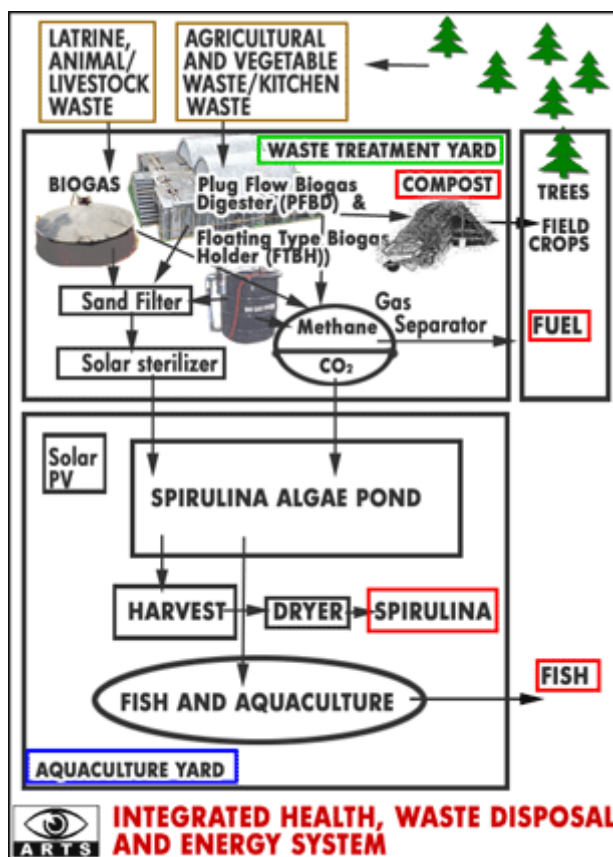 LATRINE,
ANIMAL/
LIVESTOCK
WASTE
AGRICULTURAL
AND VEGETABLE
WASTE/KITCHEN
WASTE
WASTE TREATMENT YARD
BIOGAS
Plug Flow Biogas
Digester (PFBD) &
COMPOST
TREES
Floating Type Biogas
Holder (FTBH))
FIELD
CROPS
Sand Filter
Methane
Gas
Separator
FUEL
Solar sterilizer
CO₂
Solar
PV
SPIRULINA ALGAE POND
HARVEST
DRYER
SPIRULINA
FISH AND AQUACULTURE
FISH
AQUACULTURE YARD
ARTS
INTEGRATED HEALTH, WASTE DISPOSAL
AND ENERGY SYSTEM